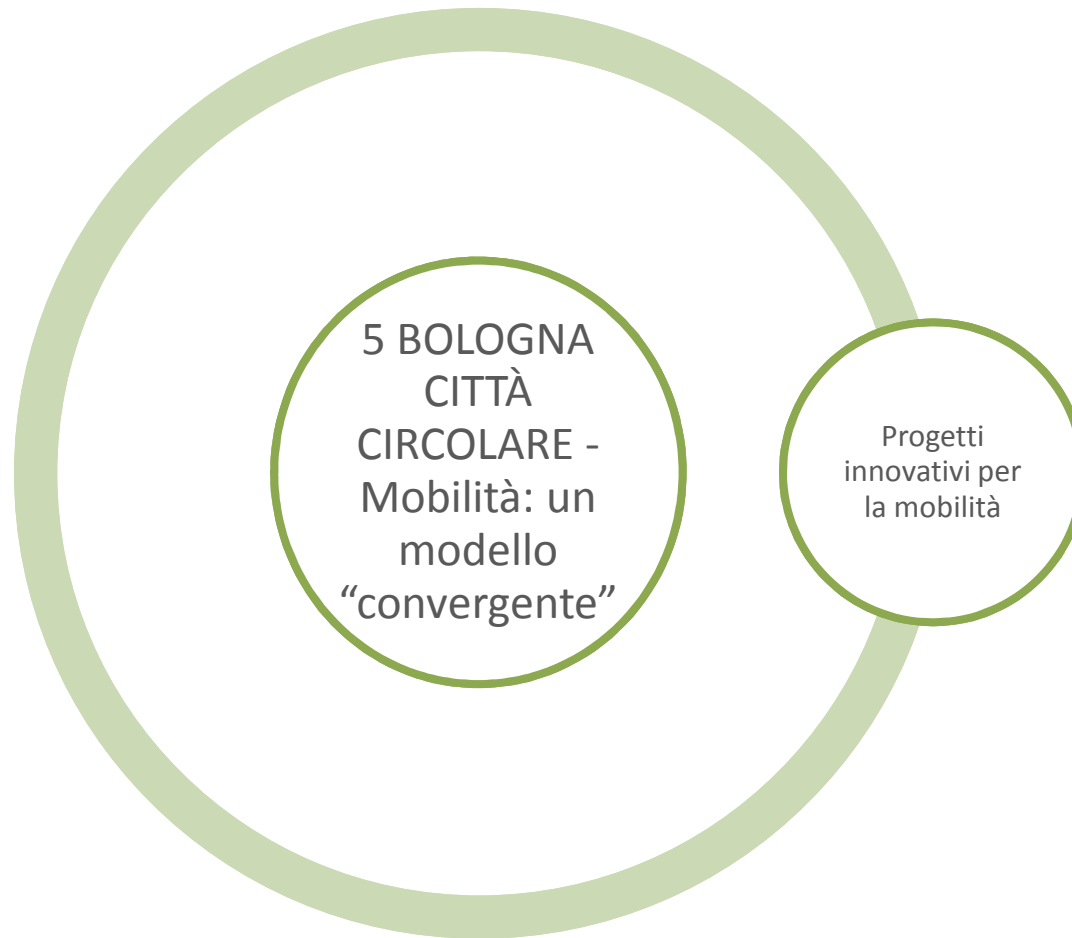 5 BOLOGNA
CITTÀ
CIRCOLARE -
Mobilità: un
modello
“convergente”
Progetti
innovativi per
la mobilità